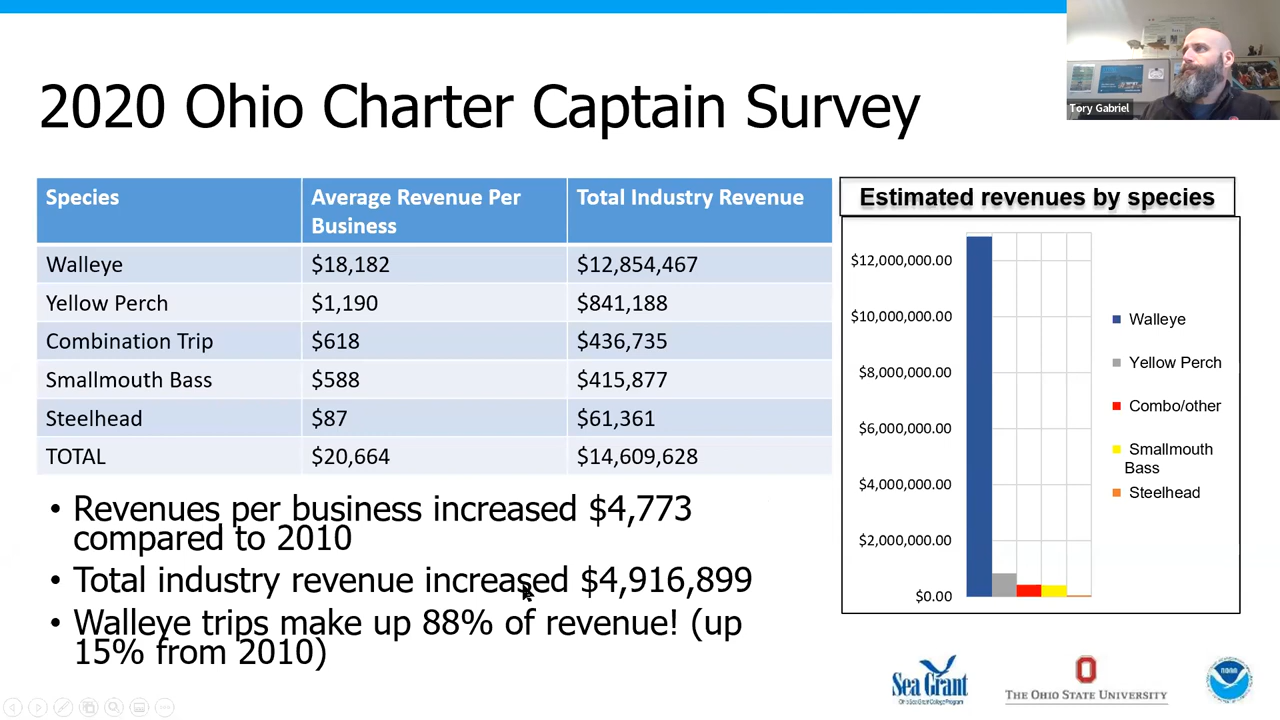 Tory Gabriel
2020 Ohio Charter Captain Survey
Species Average Revenue Per Business Total Industry Revenue
Walleye $18,182 $12,854,467
Yellow Perch $1,190 $841,188
Combination Trip $618 $436,735
Smallmouth Bass $588 $415,877
Steelhead $87 $61,361
TOTAL $20,664 $14,609,628
• Revenues per business increased $4,773
compared to 2010
• Total industry revenue increased $4,916,899
• Walleye trips make up 88% of revenue! (up
15% from 2010)
Estimated revenues by species
$12,000,000.00
$10,000,000.00
$8,000,000.00
$6,000,000.00
$4,000,000.00
$2,000,000.00
$0.00
Walleye
Yellow Perch
Combo/other
Smallmouth
Bass
Steelhead
Sea Grant
Ohio Sea Grant College Program
THE OHIO STATE UNIVERSITY
noaa